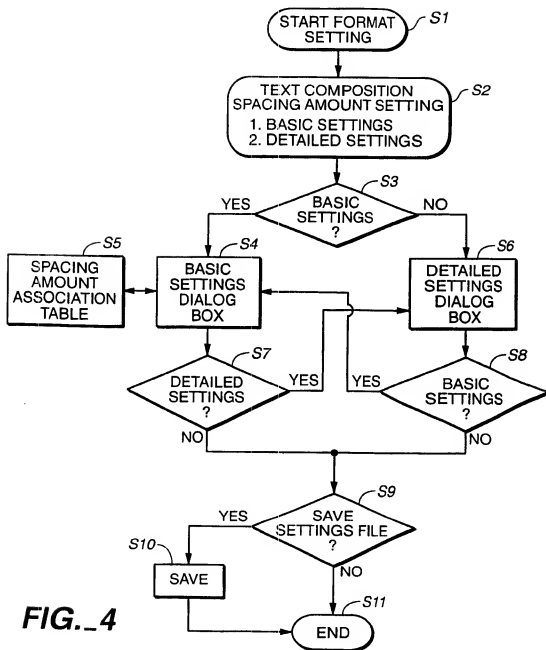 START FORMAT
SETTING
S1
TEXT COMPOSITION
SPACING AMOUNT SETTING
1. BASIC SETTINGS
2. DETAILED SETTINGS
S2
S3
YES
BASIC
SETTINGS
?
NO
S5
SPACING
AMOUNT
ASSOCIATION
TABLE
S4
BASIC
SETTINGS
DIALOG
BOX
S6
DETAILED
SETTINGS
DIALOG
BOX
S7
DETAILED
SETTINGS
?
YES
NO
S8
YES
BASIC
SETTINGS
?
NO
S9
YES
SAVE
SETTINGS FILE
?
NO
S10
SAVE
S11
END
FIG._4